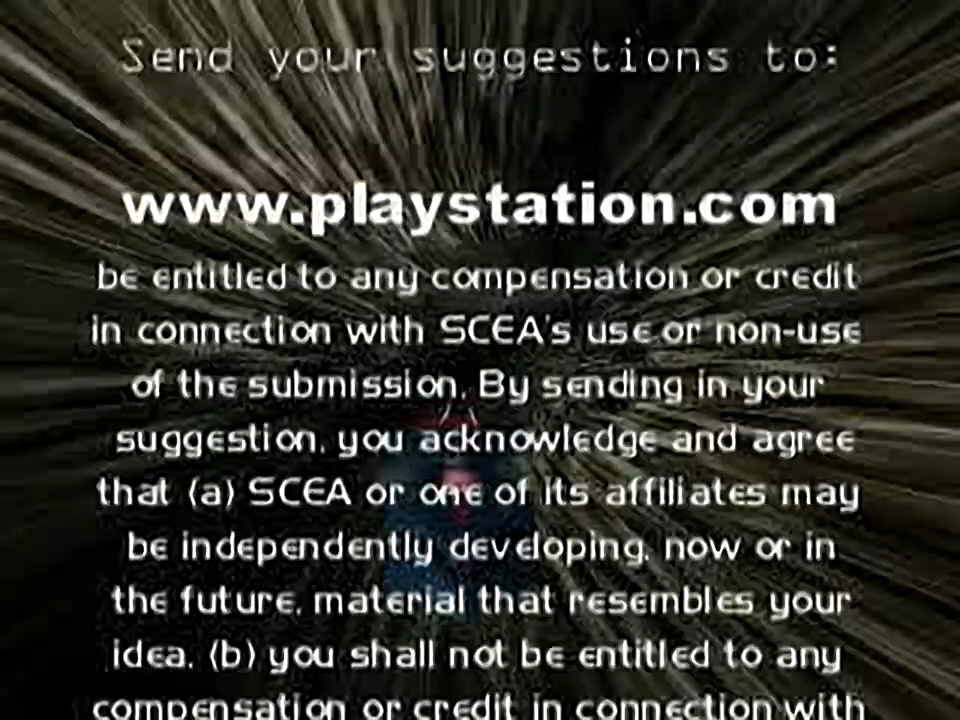 Send your suggestions to:
www.playstation.com
be entitled to any compensation or credit
in connection with SCEA's use or non-use
of the submission. By sending in your
suggestion, you acknowledge and agree
that (a) SCEA or one of its affiliates may
be independently developing, now or in
the future, material that resembles your
idea, (b) you shall not be entitled to any
compensation or credit in connection with